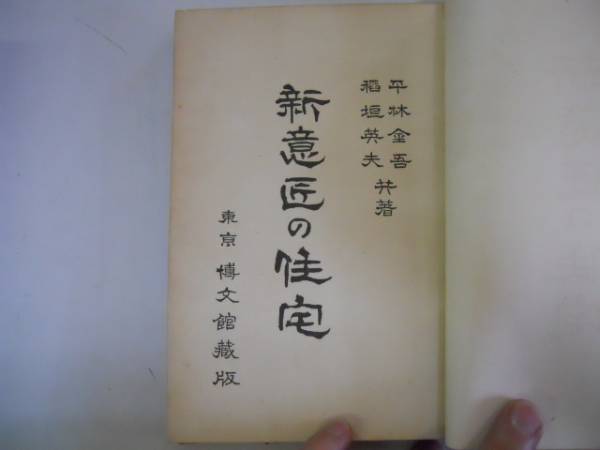 平林金吾
稻垣英夫 共著
新意匠の住宅
東京 博文館藏版